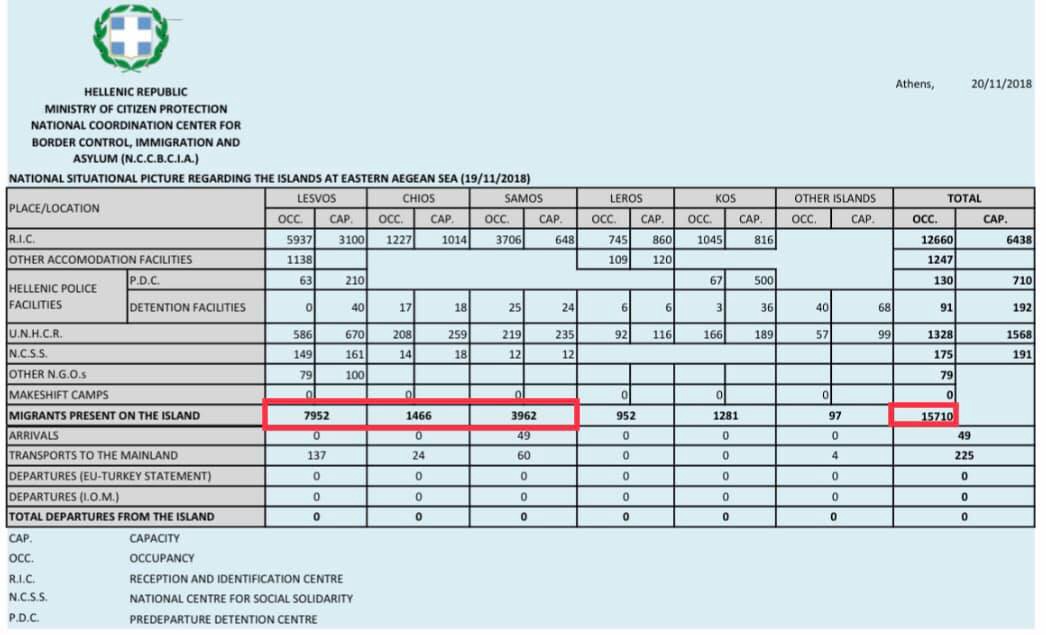 Athens, 20/11/2018
HELLENIC REPUBLIC
MINISTRY OF CITIZEN PROTECTION
NATIONAL COORDINATION CENTER FOR
BORDER CONTROL, IMMIGRATION AND
ASYLUM (N.C.C.B.C.I.A.)
NATIONAL SITUATIONAL PICTURE REGARDING THE ISLANDS AT EASTERN AEGEAN SEA (19/11/2018)
PLACE/LOCATION LESVOS CHIOS SAMOS LEROS KOS OTHER ISLANDS TOTAL
OCC. CAP. OCC. CAP. OCC. CAP. OCC. CAP. OCC. CAP. OCC. CAP. OCC. CAP.
R.I.C. 5937 3100 1227 1014 3706 648 745 860 1045 816 12660 6438
OTHER ACCOMODATION FACILITIES 1138 109 120 1247
HELLENIC POLICE FACILITIES P.D.C. 63 210 67 500 130 710
DETENTION FACILITIES 0 40 17 18 25 24 6 6 3 36 40 68 91 192
U.N.H.C.R. 586 670 208 259 219 235 92 116 166 189 57 99 1328 1568
N.C.S.S. 149 161 14 18 12 12 175 191
OTHER N.G.O.s 79 100 79
MAKESHIFT CAMPS 0 0 0 0 0 0 0
MIGRANTS PRESENT ON THE ISLAND 7952 1466 3962 952 1281 97 15710
ARRIVALS 0 0 49 0 0 0 49
TRANSPORTS TO THE MAINLAND 137 24 60 0 0 4 225
DEPARTURES (EU-TURKEY STATEMENT) 0 0 0 0 0 0 0
DEPARTURES (I.O.M.) 0 0 0 0 0 0 0
TOTAL DEPARTURES FROM THE ISLAND 0 0 0 0 0 0 0
CAP. CAPACITY
OCC. OCCUPANCY
R.I.C. RECEPTION AND IDENTIFICATION CENTRE
N.C.S.S. NATIONAL CENTRE FOR SOCIAL SOLIDARITY
P.D.C. PREDEPARTURE DETENTION CENTRE